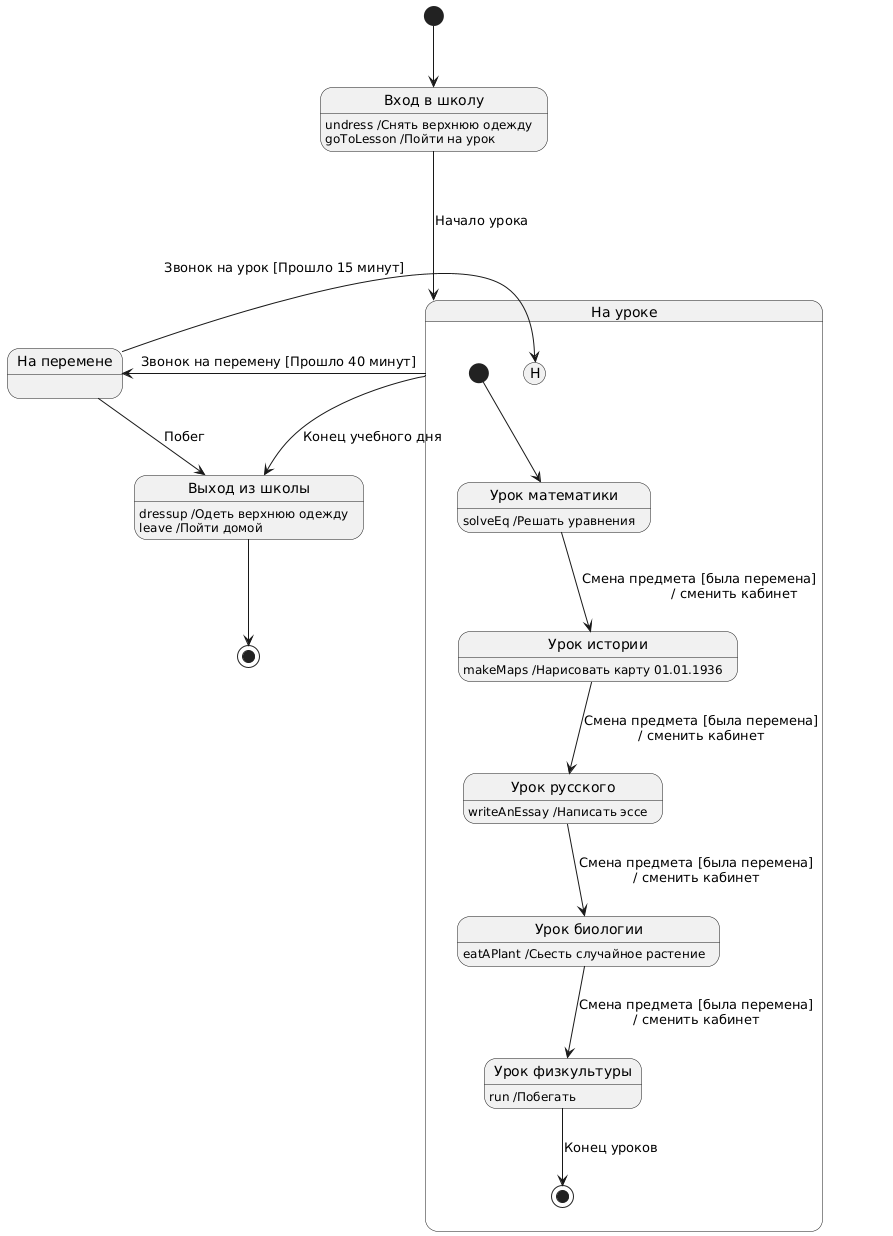 Вход в школу
undress /Снять верхнюю одежду
goToLesson /Пойти на урок
Начало урока
Звонок на урок [Прошло 15 минут]
На уроке
На перемене
Звонок на перемену [Прошло 40 минут]
H
Побег
Конец учебного дня
Выход из школы
dressup /Одеть верхнюю одежду
leave /Пойти домой
Урок математики
solveEq /Решать уравнения
Смена предмета [была перемена]
/ сменить кабинет
Урок истории
makeMaps /Нарисовать карту 01.01.1936
Смена предмета [была перемена]
/ сменить кабинет
Урок русского
writeAnEssay /Написать эссе
Смена предмета [была перемена]
/ сменить кабинет
Урок биологии
eatAPlant /Сьесть случайное растение
Смена предмета [была перемена]
/ сменить кабинет
Урок физкультуры
run /Побегать
Конец уроков